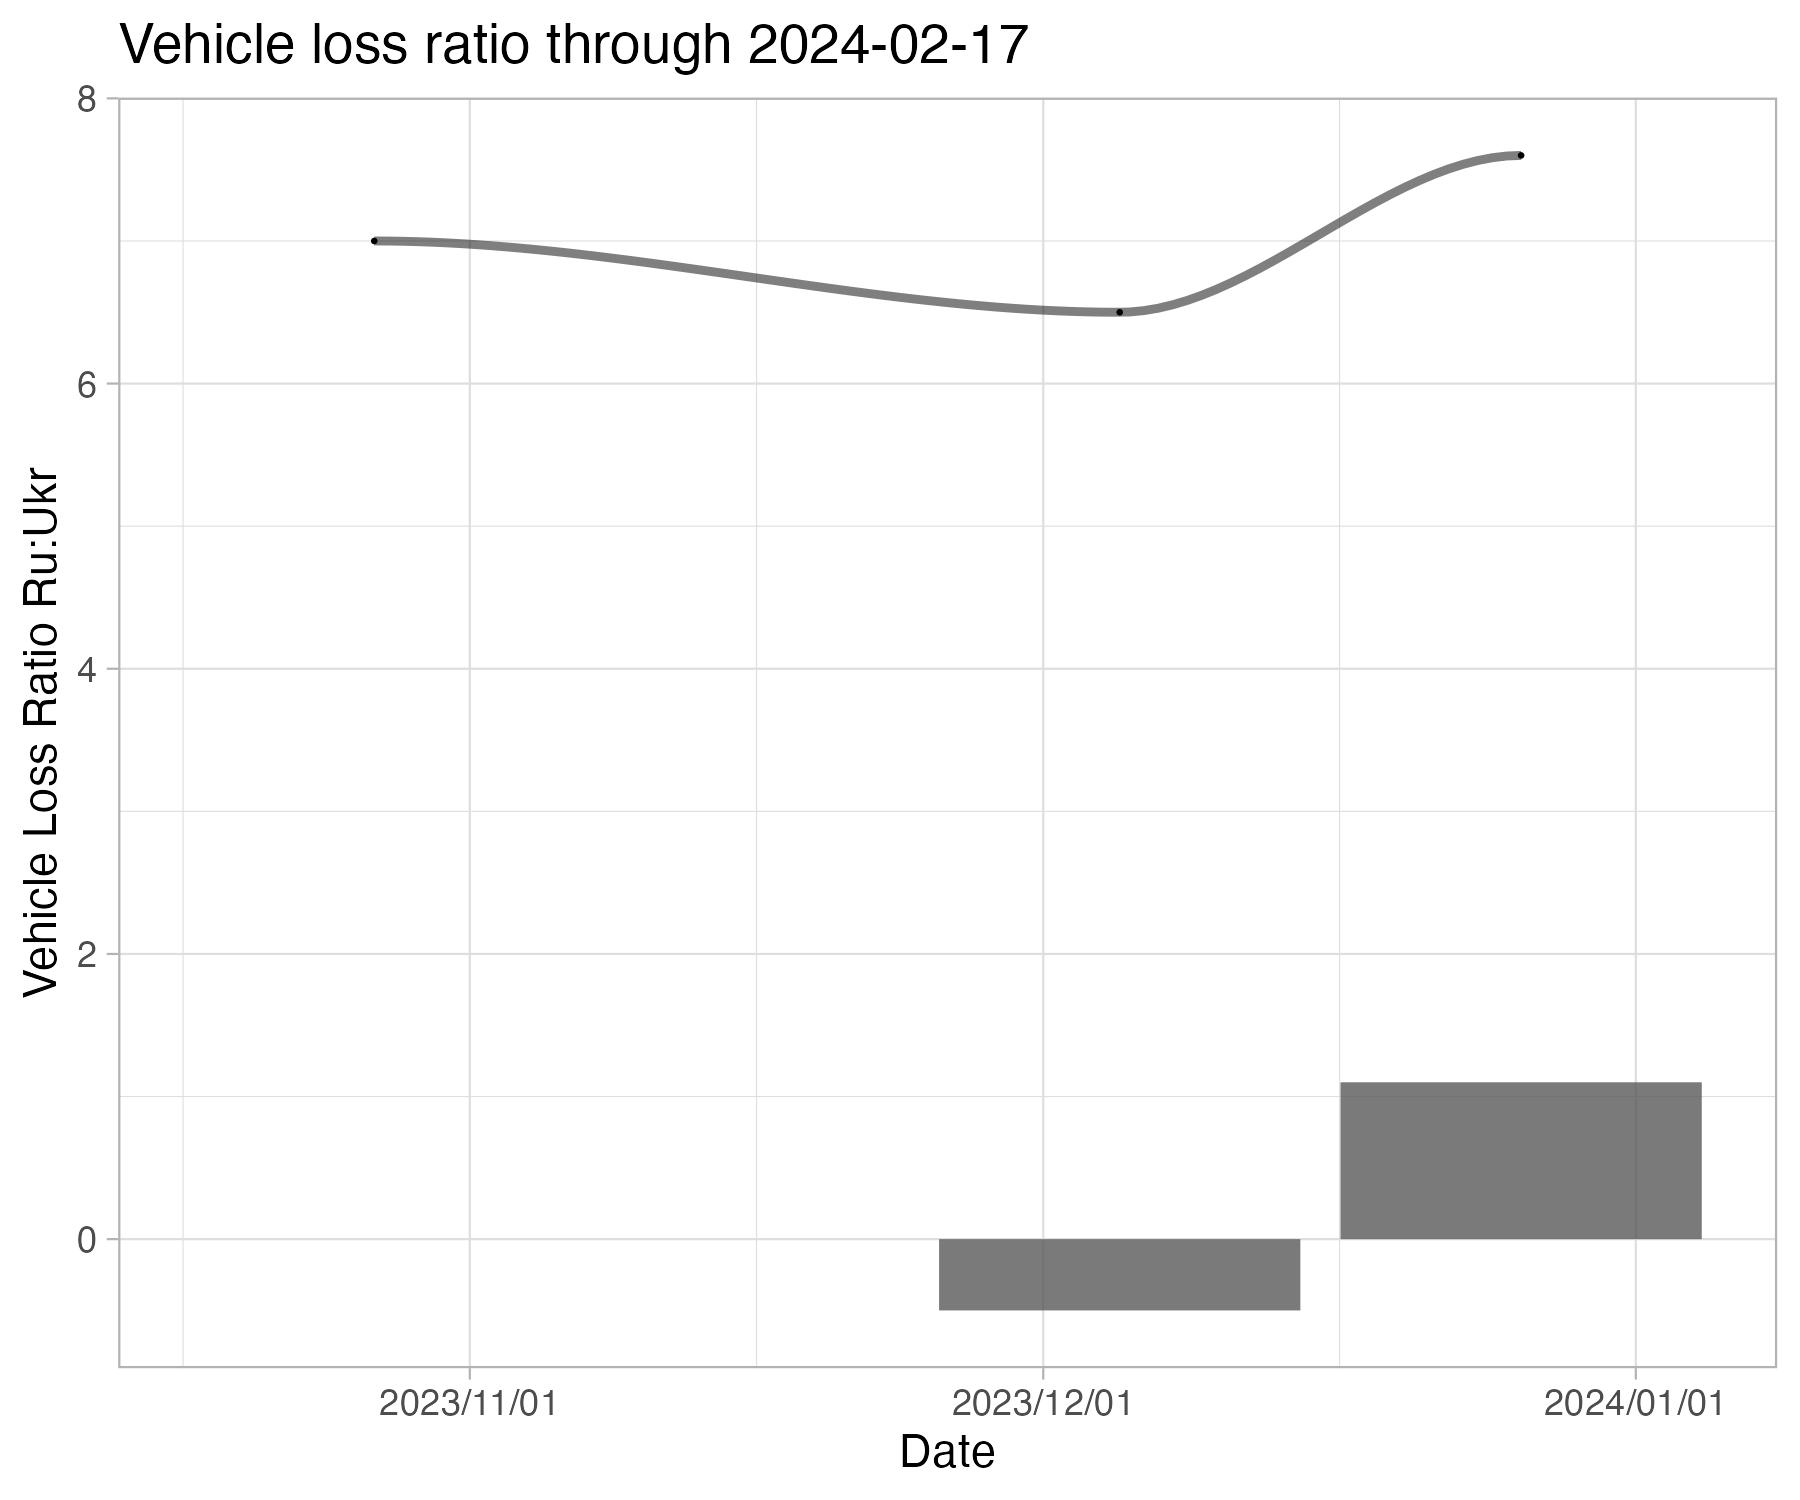 Vehicle loss ratio through 2024-02-17
8
6
4
2
0
Vehicle Loss Ratio Ru:Ukr
2023/11/01
2023/12/01
2024/01/01
Date